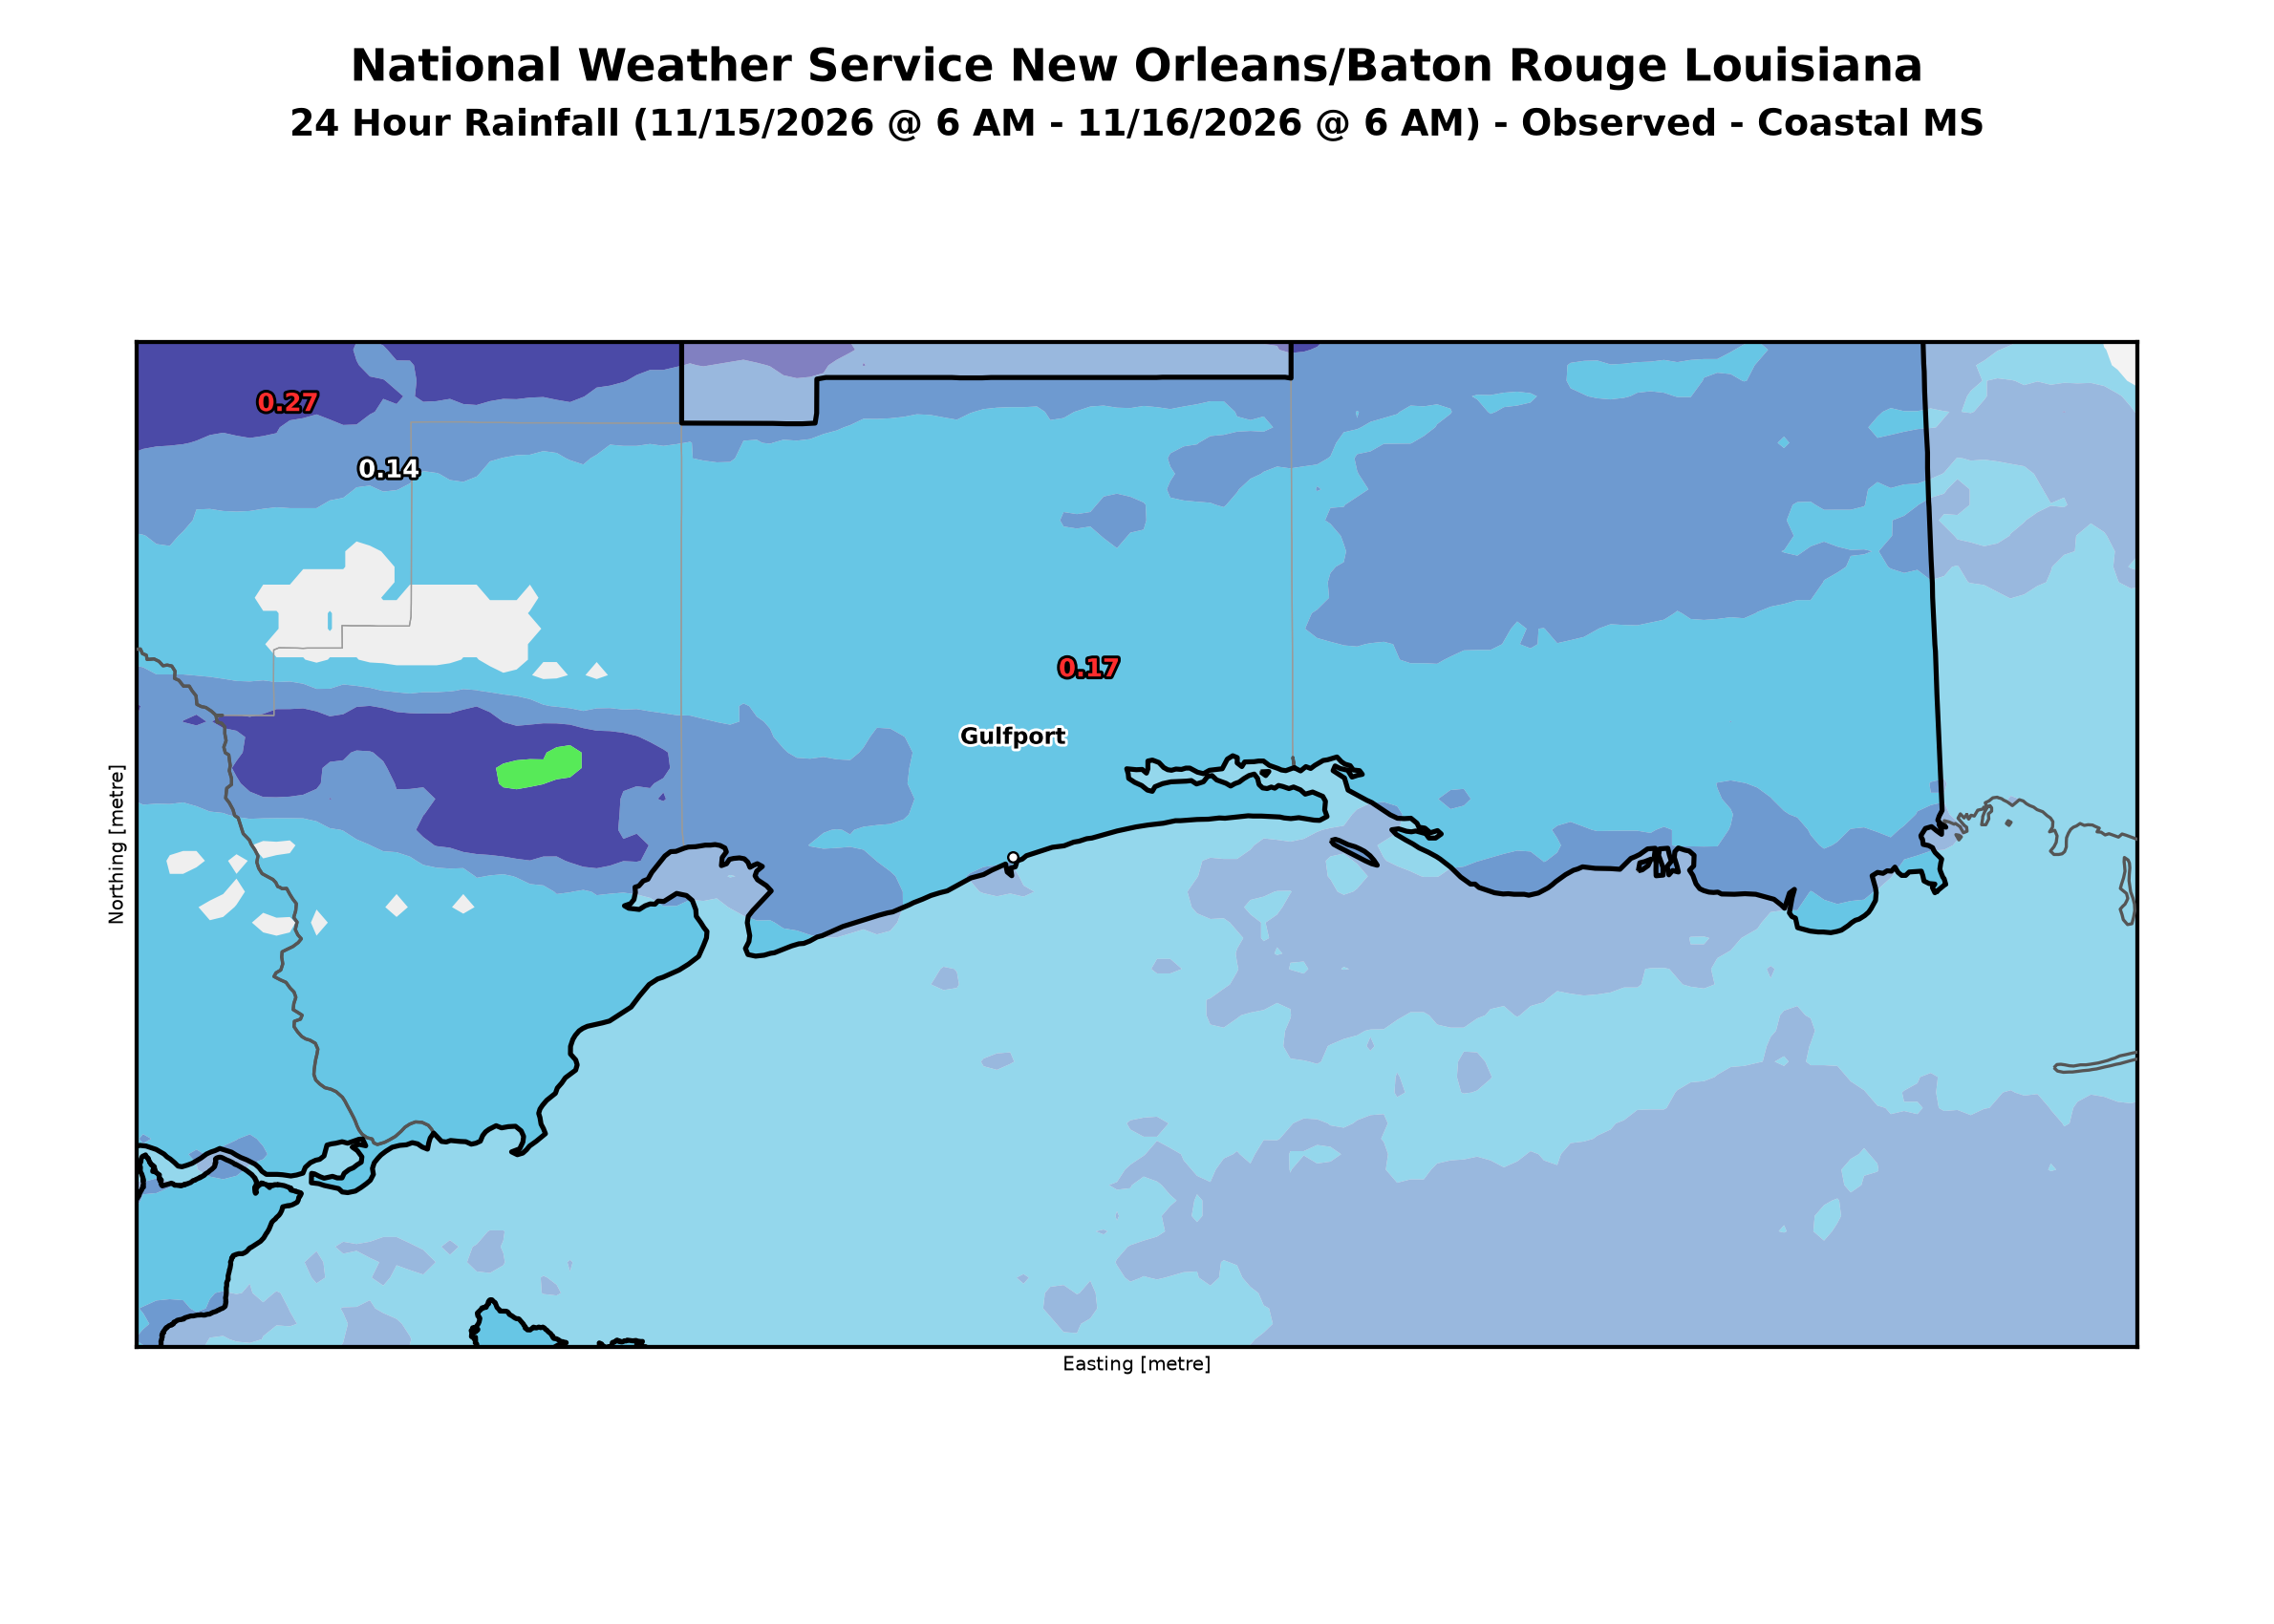 National Weather Service New Orleans/Baton Rouge Louisiana
24 Hour Rainfall (11/15/2026 @ 6 AM - 11/16/2026 @ 6 AM) - Observed - Coastal MS
0.27
0.14
0.17
Gulfport
Northing [metre]
Easting [metre]